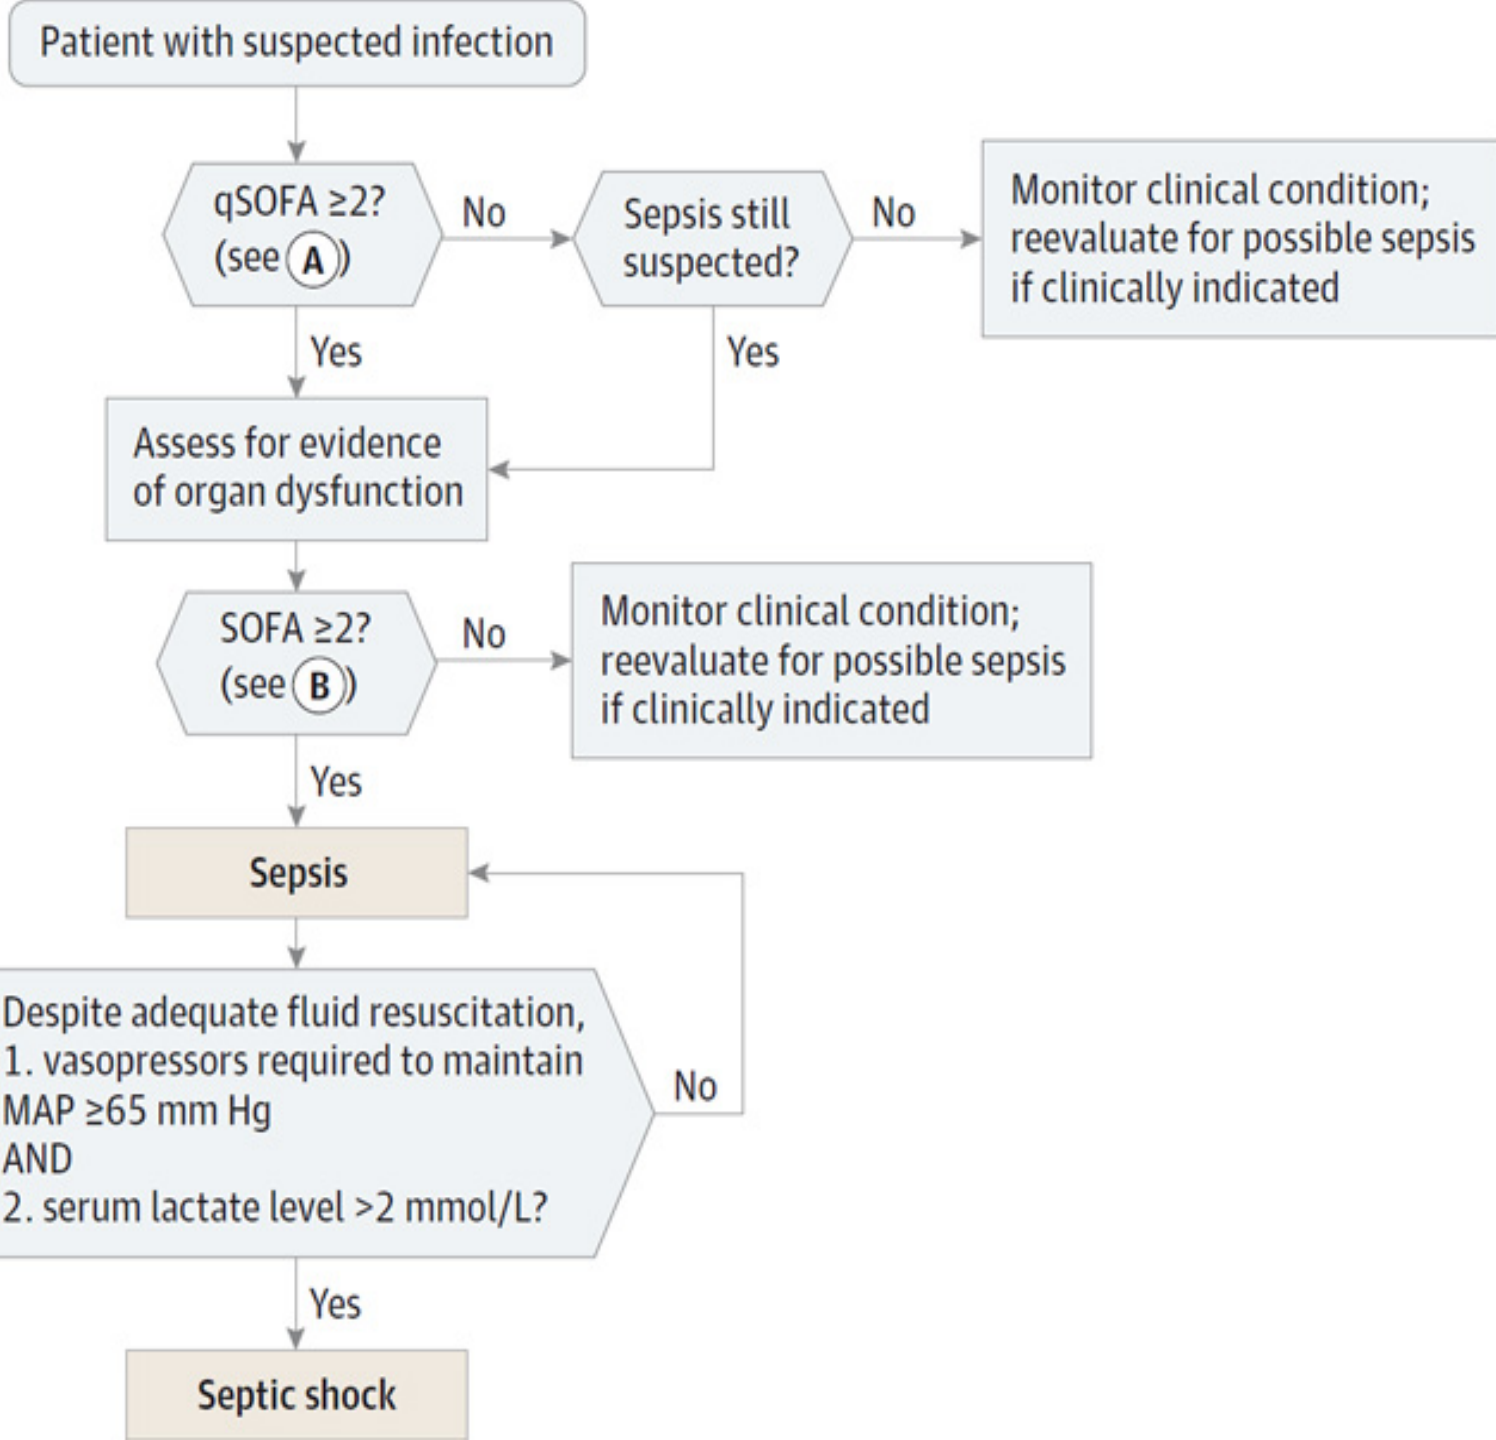 Patient with suspected infection
qSOFA ≥2?
(see A)
No
Sepsis still
suspected?
No
Monitor clinical condition;
reevaluate for possible sepsis
if clinically indicated
Yes
Yes
Assess for evidence
of organ dysfunction
SOFA ≥2?
(see B)
No
Monitor clinical condition;
reevaluate for possible sepsis
if clinically indicated
Yes
Sepsis
Despite adequate fluid resuscitation,
1. vasopressors required to maintain
MAP ≥65 mm Hg
AND
2. serum lactate level >2 mmol/L?
No
Yes
Septic shock